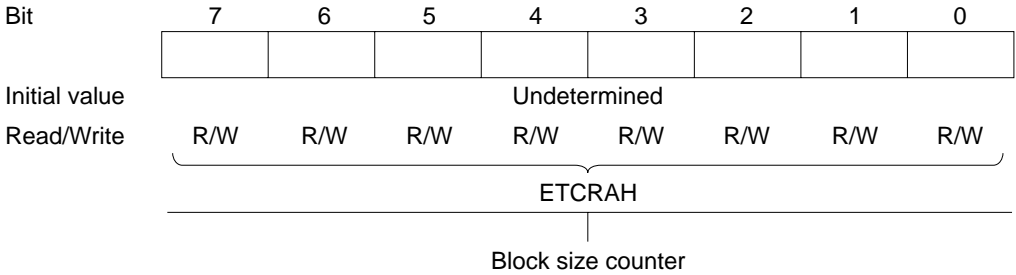 Bit 7 6 5 4 3 2 1 0
Initial value Undetermined
Read/Write R/W R/W R/W R/W R/W R/W R/W R/W
ETCRAH
Block size counter